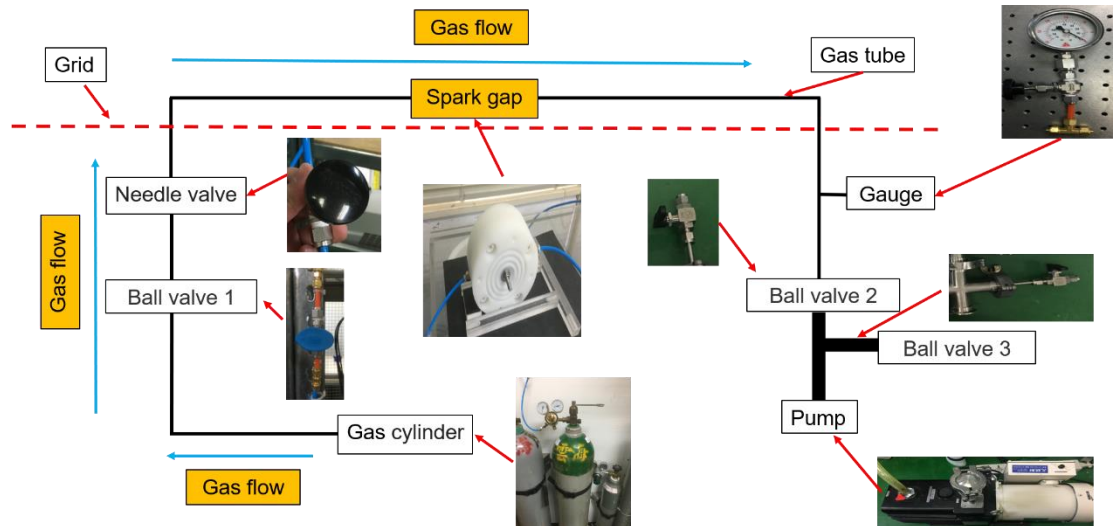 Gas flow
Grid
Gas tube
Spark gap
Needle valve
Gauge
Gas flow
Ball valve 1
Ball valve 2
Ball valve 3
Gas cylinder
Pump
Gas flow